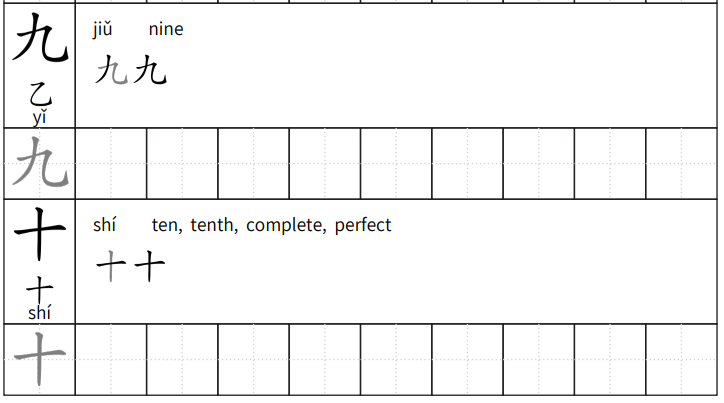 九 jiǔ nine
九 九
乙
yǐ
九
十 shí ten, tenth, complete, perfect
十 十
十
shí
十